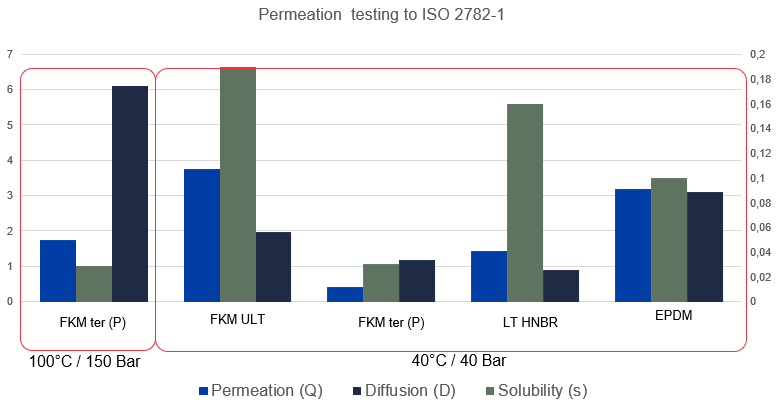 Permeation testing to ISO 2782-1
7
6
5
4
3
2
1
0
0,2
0,18
0,16
0,14
0,12
0,1
0,08
0,06
0,04
0,02
0
FKM ter (P)
FKM ULT
FKM ter (P)
LT HNBR
EPDM
100°C / 150 Bar
40°C / 40 Bar
Permeation (Q)
Diffusion (D)
Solubility (s)